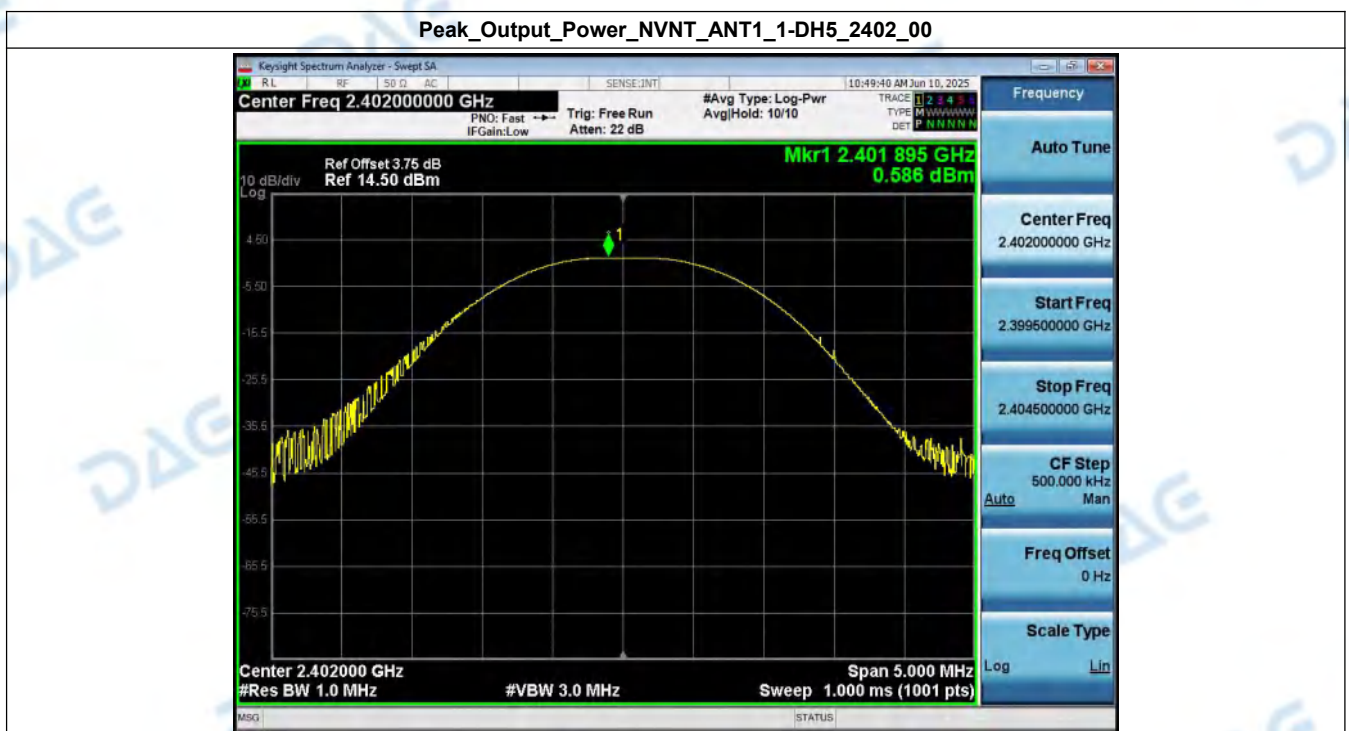 Peak_Output_Power_NVNT_ANT1_1-DH5_2402_00
Keysight Spectrum Analyzer - Swept SA
RL RF 50 Ω AC SENSE:INT 10:49:40 AM Jun 10, 2025
Center Freq 2.402000000 GHz #Avg Type: Log-Pwr TRACE 1 2 3 4 5 6
PNO: Fast Trig: Free Run Avg|Hold: 10/10 TYPE M W W W W W
IFGain:Low Atten: 22 dB DET P N N N N N
Mkr1 2.401 895 GHz
Ref Offset 3.75 dB
10 dB/div Ref 14.50 dBm 0.586 dBm
Log
1
4.50
-5.50
-15.5
-25.5
-35.5
-45.5
-55.5
-65.5
-75.5
Center 2.402000 GHz Span 5.000 MHz
#Res BW 1.0 MHz #VBW 3.0 MHz Sweep 1.000 ms (1001 pts)
MSG STATUS
Frequency
Auto Tune
Center Freq
2.402000000 GHz
Start Freq
2.399500000 GHz
Stop Freq
2.404500000 GHz
CF Step
500.000 kHz
Auto Man
Freq Offset
0 Hz
Scale Type
Log Lin
DAG
DAG